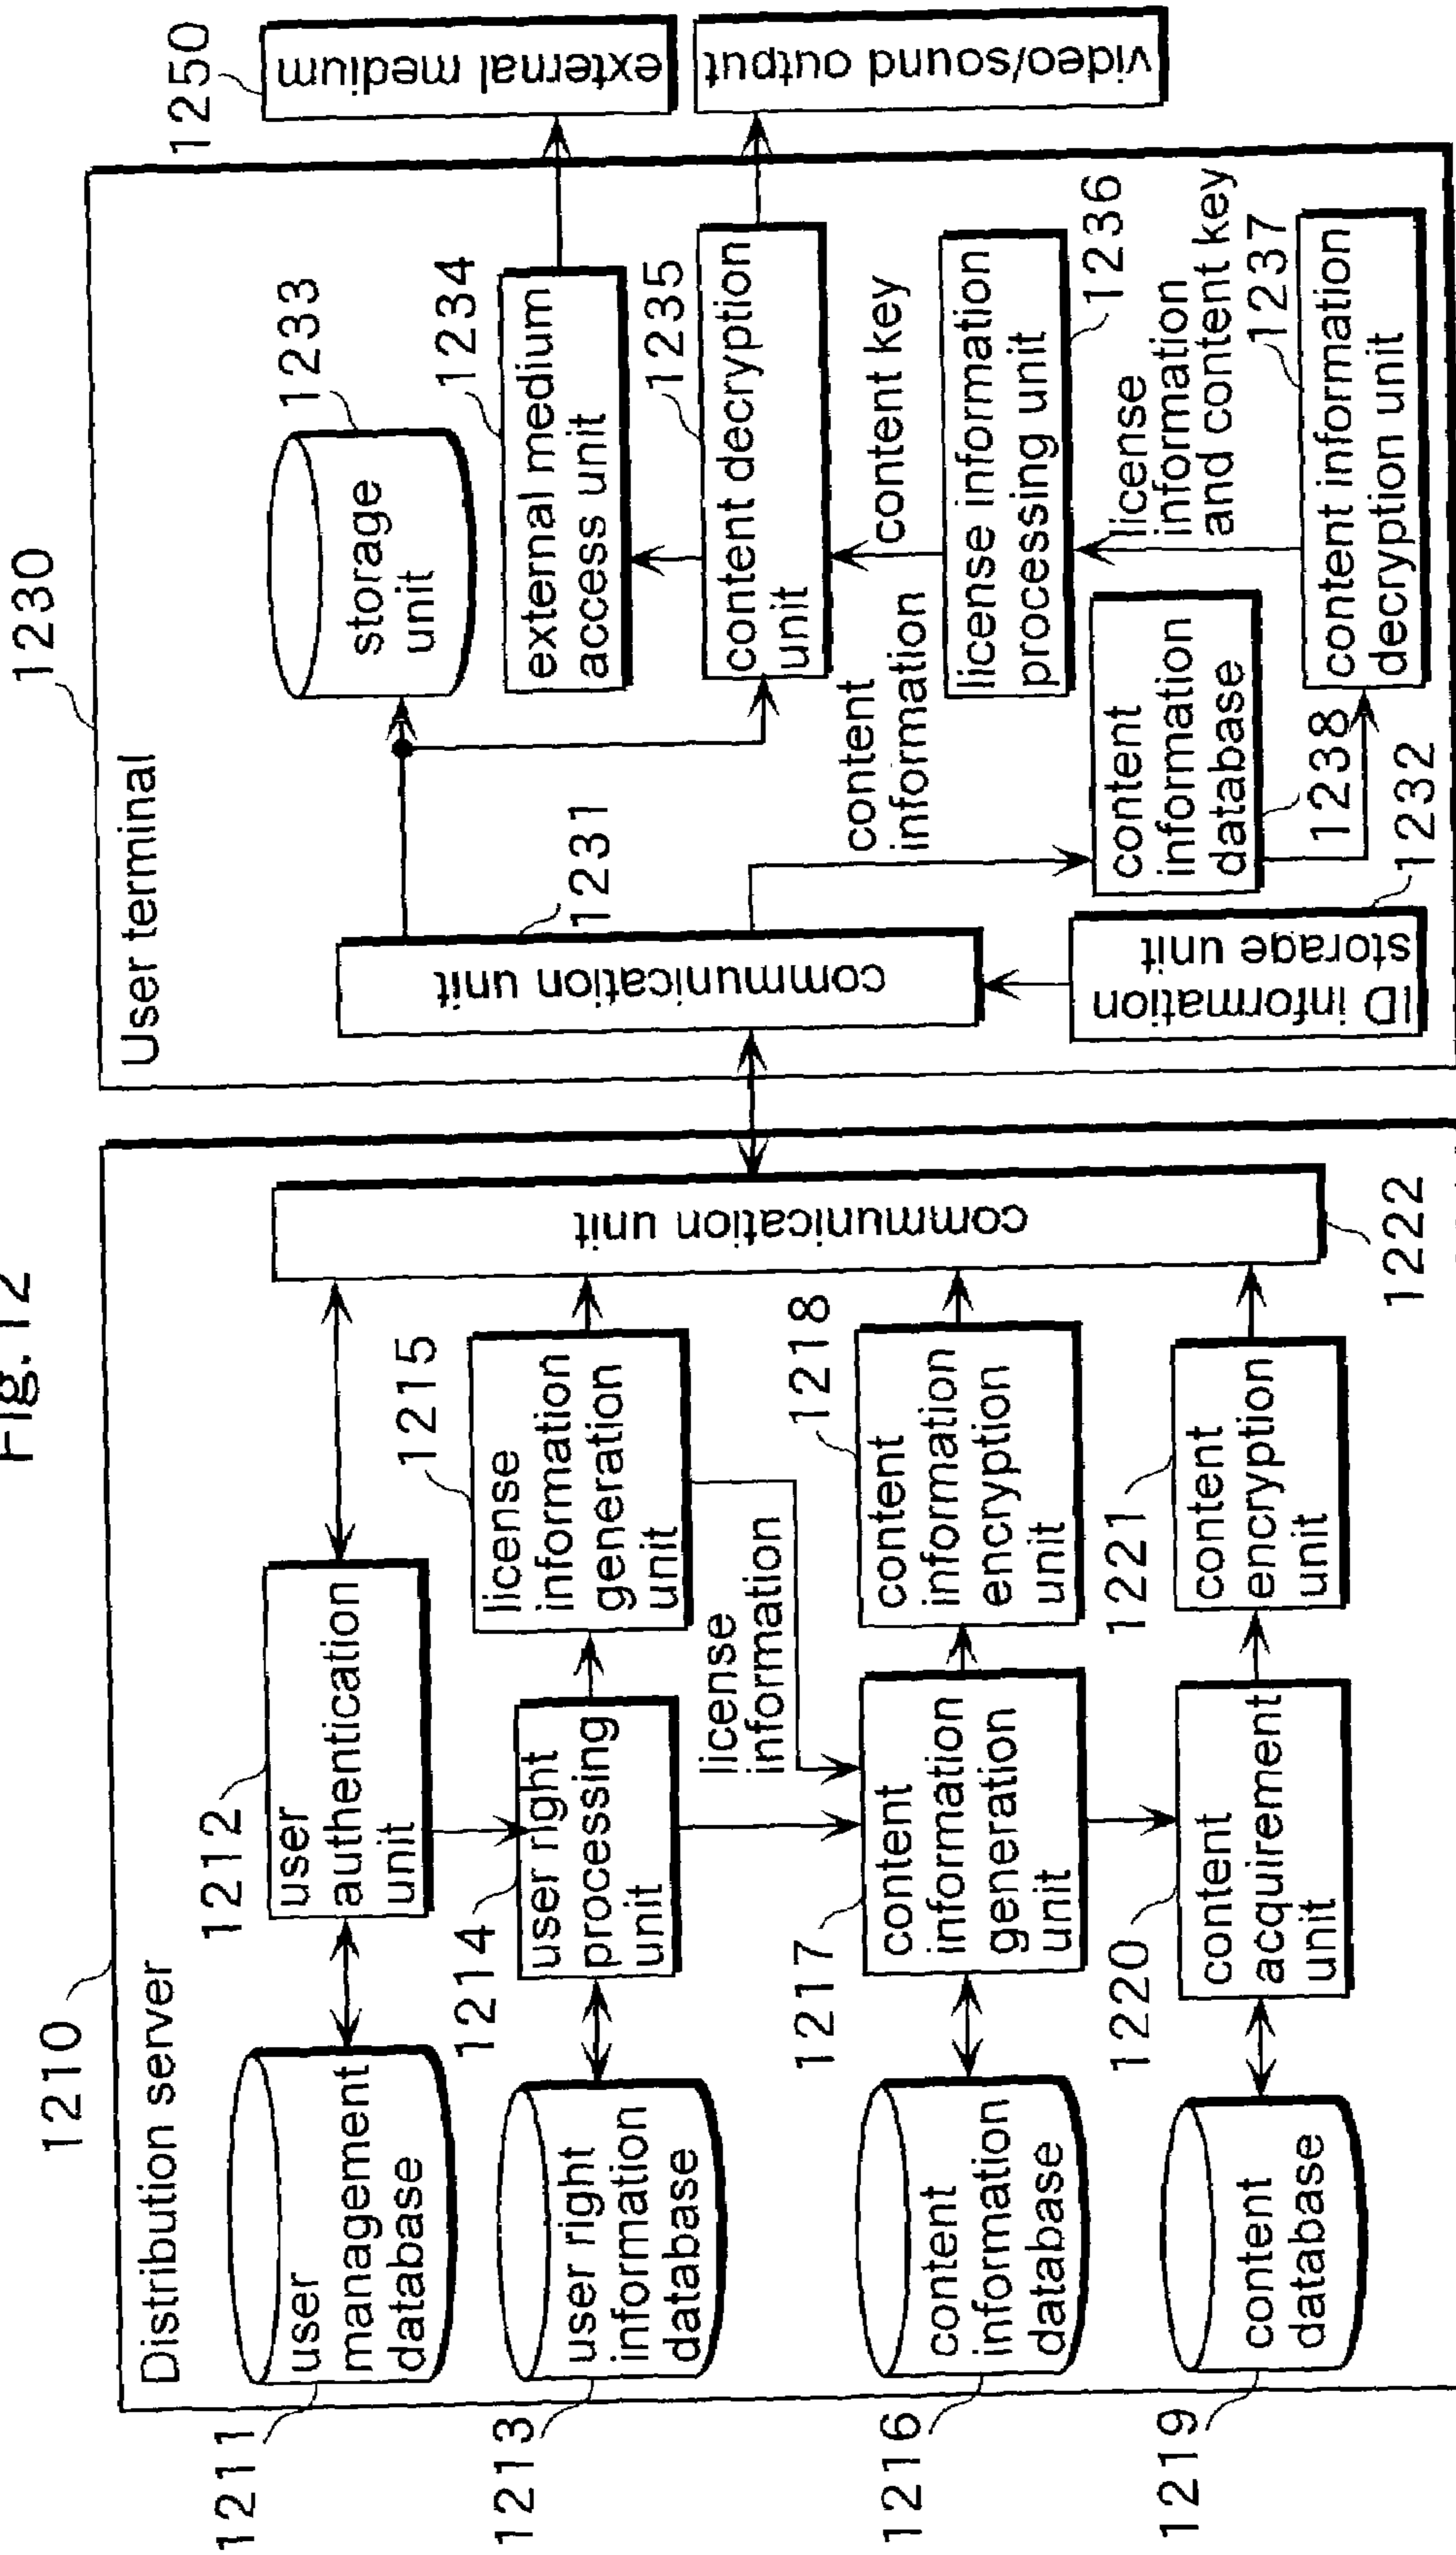 Fig.12
1210
Distribution server
1211
user
management
database
1212
user
authentication
unit
1213
user right
information
database
1214
user right
processing
unit
1215
license
information
generation
unit
license
information
1216
content
information
database
1217
content
information
generation
unit
1218
content
information
encryption
unit
1219
content
database
1220
content
acquirement
unit
1221
content
encryption
unit
communication unit
1222
1230
User terminal
communication unit
1231
1233
storage
unit
1234
external medium
access unit
1235
content decryption
unit
content key
content
information
license information
processing unit
1236
license
information
and content key
content
information
database
1238
1237
content information
decryption unit
ID information
storage unit
1232
1250
external medium
video/sound output